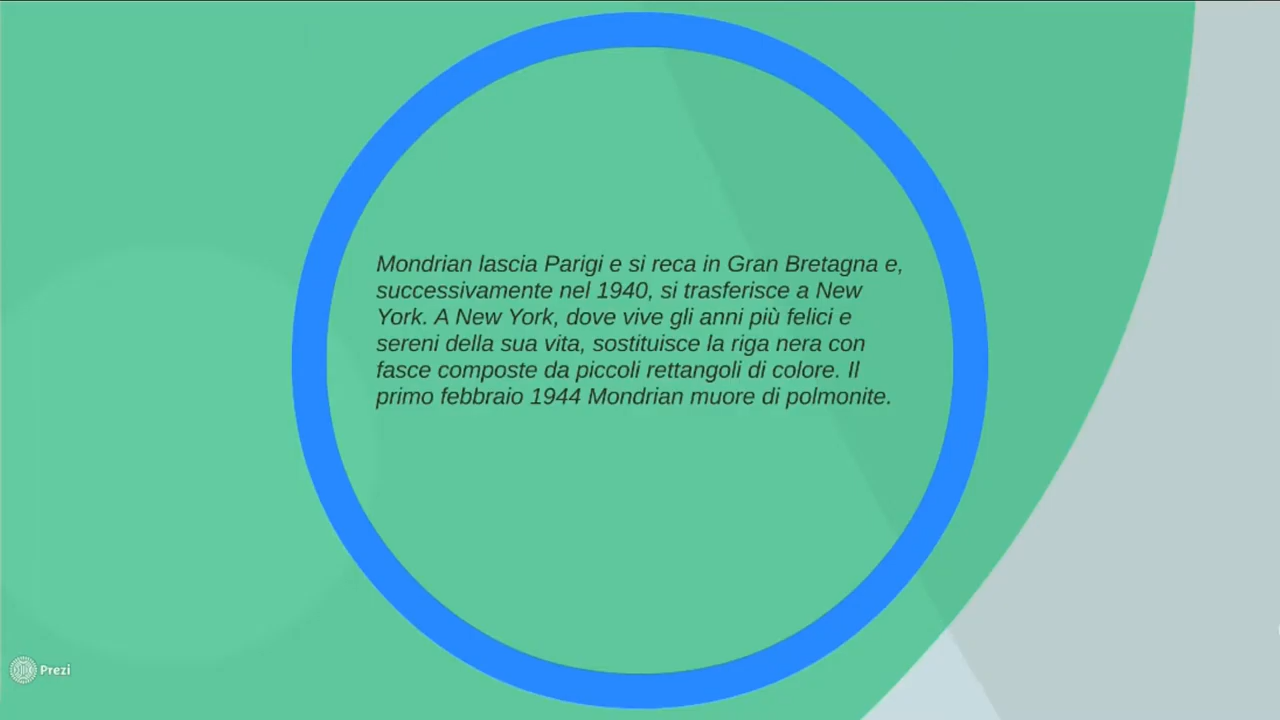 Mondrian lascia Parigi e si reca in Gran Bretagna e,
successivamente nel 1940, si trasferisce a New
York. A New York, dove vive gli anni più felici e
sereni della sua vita, sostituisce la riga nera con
fasce composte da piccoli rettangoli di colore. Il
primo febbraio 1944 Mondrian muore di polmonite.
Prezi